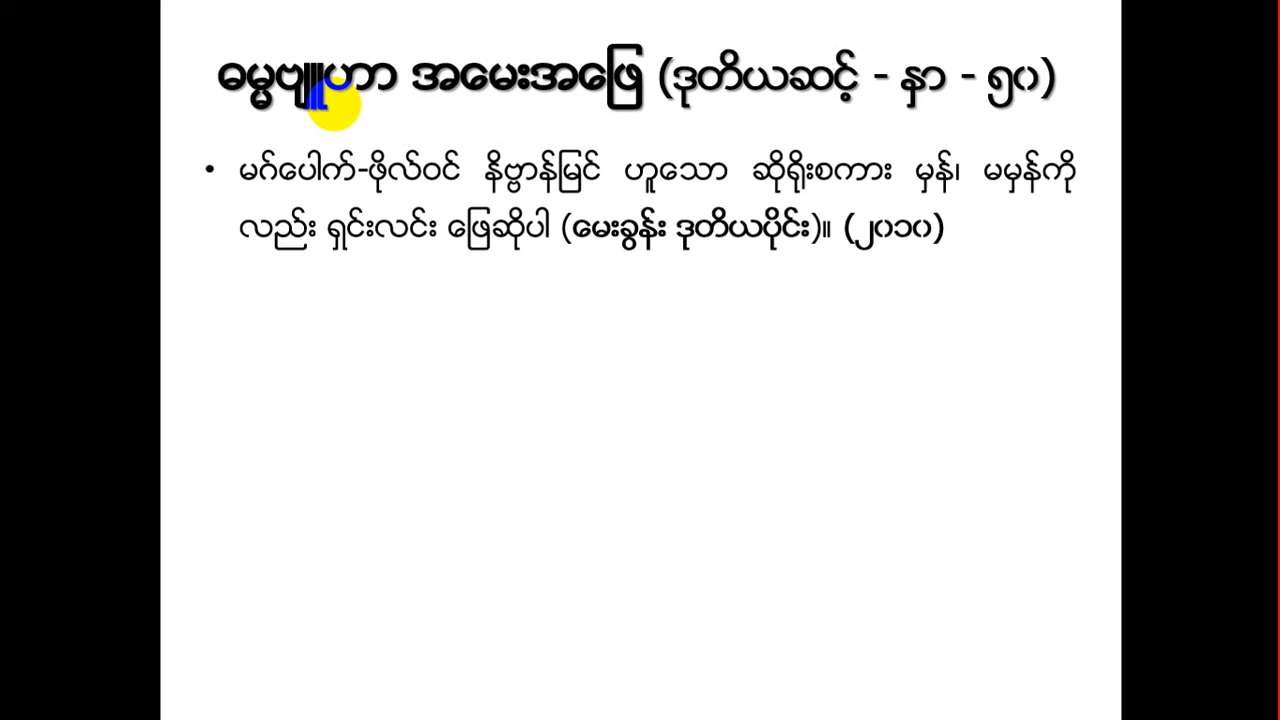 ဓမ္မဗျူဟာ အမေးအဖြေ (ဒုတိယဆင့် - နှာ - ၅၀)
• မဂ်ပေါက်-ဖိုလ်ဝင် နိဗ္ဗာန်မြင် ဟူသော ဆိုရိုးစကား မှန်၊ မမှန်ကို
လည်း ရှင်းလင်း ဖြေဆိုပါ (မေးခွန်း ဒုတိယပိုင်း)။ (၂၀၁၀)